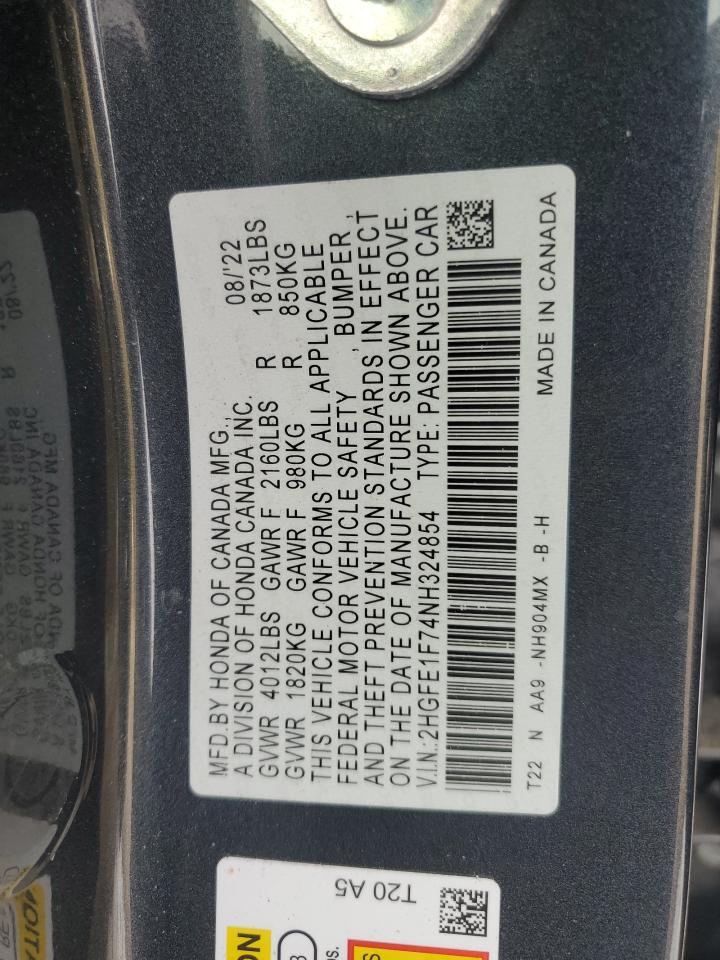 MFD.BY HONDA OF CANADA MFG., 08/'22
A DIVISION OF HONDA CANADA INC.
GVWR 4012LBS GAWR F 2160LBS R 1873LBS
GVWR 1820KG GAWR F 980KG R 850KG
THIS VEHICLE CONFORMS TO ALL APPLICABLE
FEDERAL MOTOR VEHICLE SAFETY , BUMPER ,
AND THEFT PREVENTION STANDARDS IN EFFECT
ON THE DATE OF MANUFACTURE SHOWN ABOVE.
V.I.N.:2HGFE1F74NH324854 TYPE: PASSENGER CAR
T22 N AA9 -NH904MX -B -H MADE IN CANADA
T20 A5